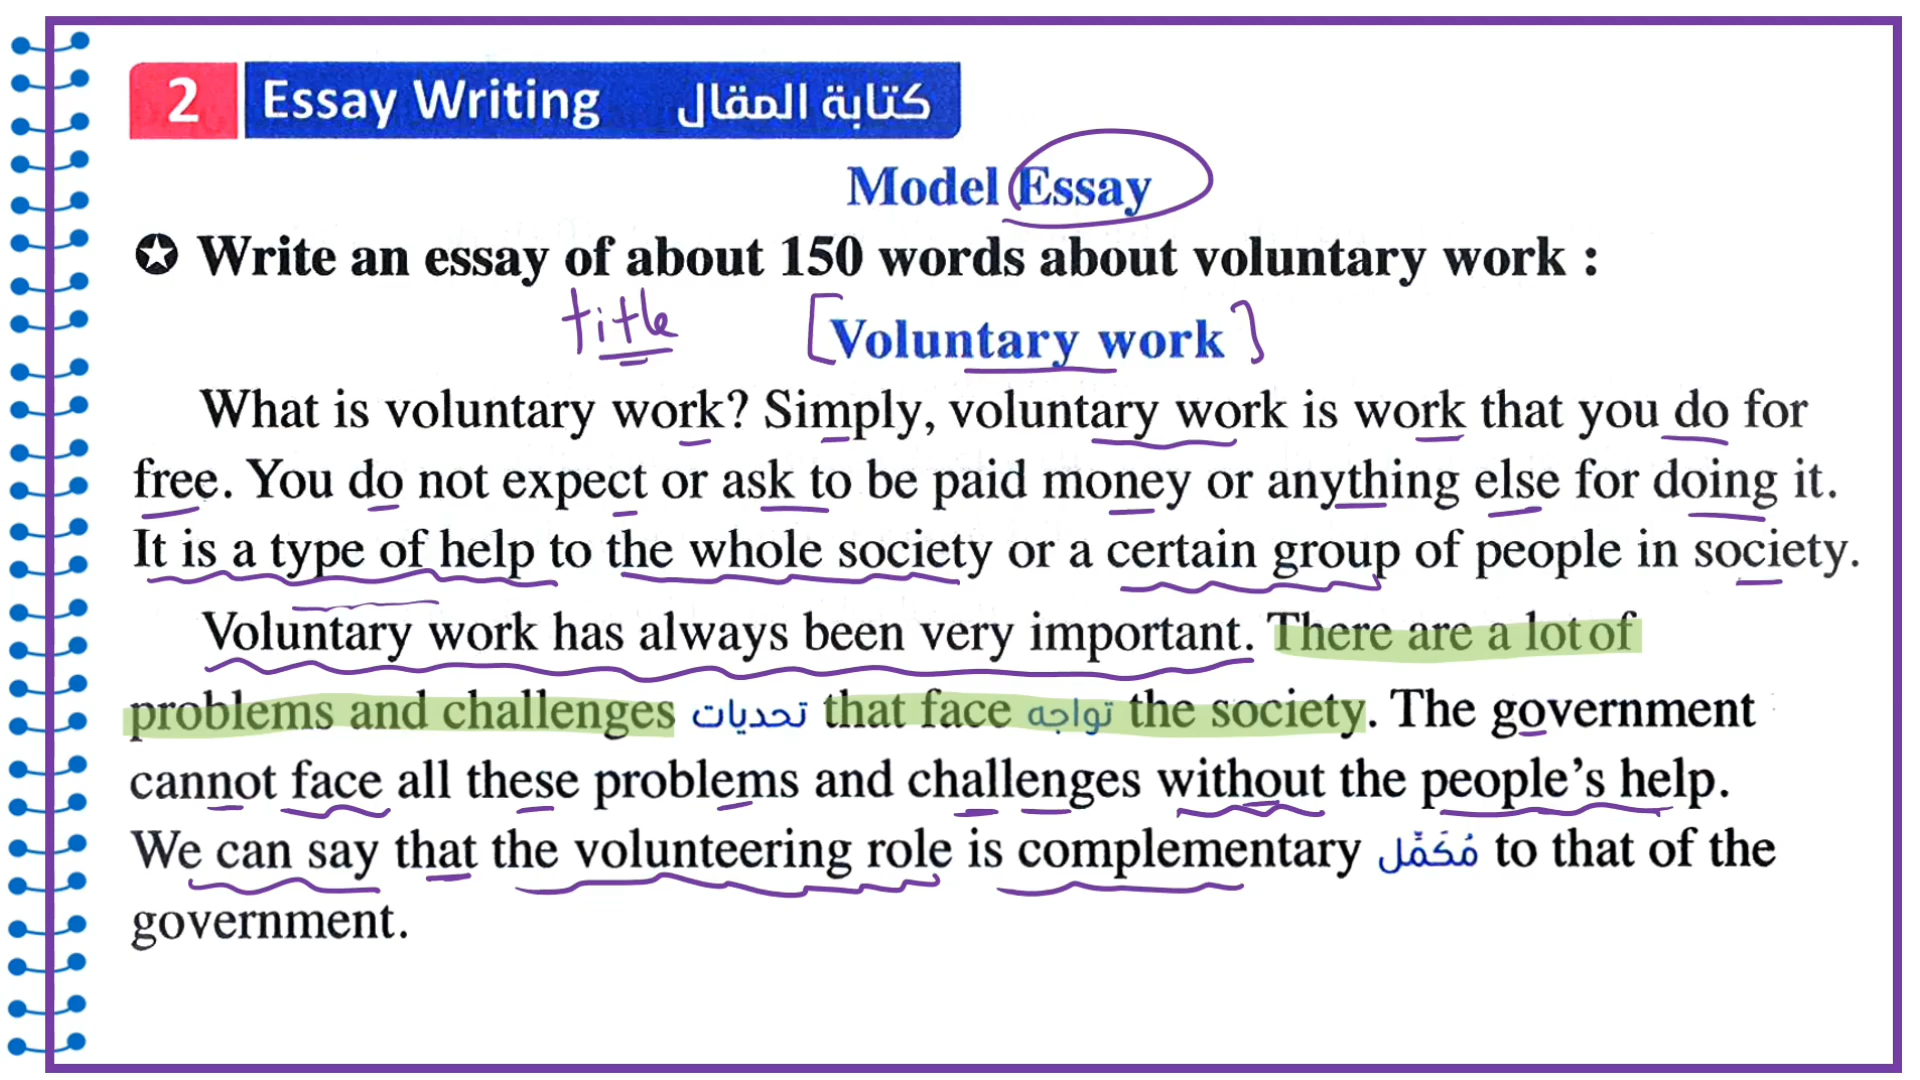 2 Essay Writing كتابة المقال
Model Essay
✪ Write an essay of about 150 words about voluntary work :
title [Voluntary work]
What is voluntary work? Simply, voluntary work is work that you do for
free. You do not expect or ask to be paid money or anything else for doing it.
It is a type of help to the whole society or a certain group of people in society.
Voluntary work has always been very important. There are a lot of
problems and challenges تحديات that face تواجه the society. The government
cannot face all these problems and challenges without the people's help.
We can say that the volunteering role is complementary مُكَمِّل to that of the
government.